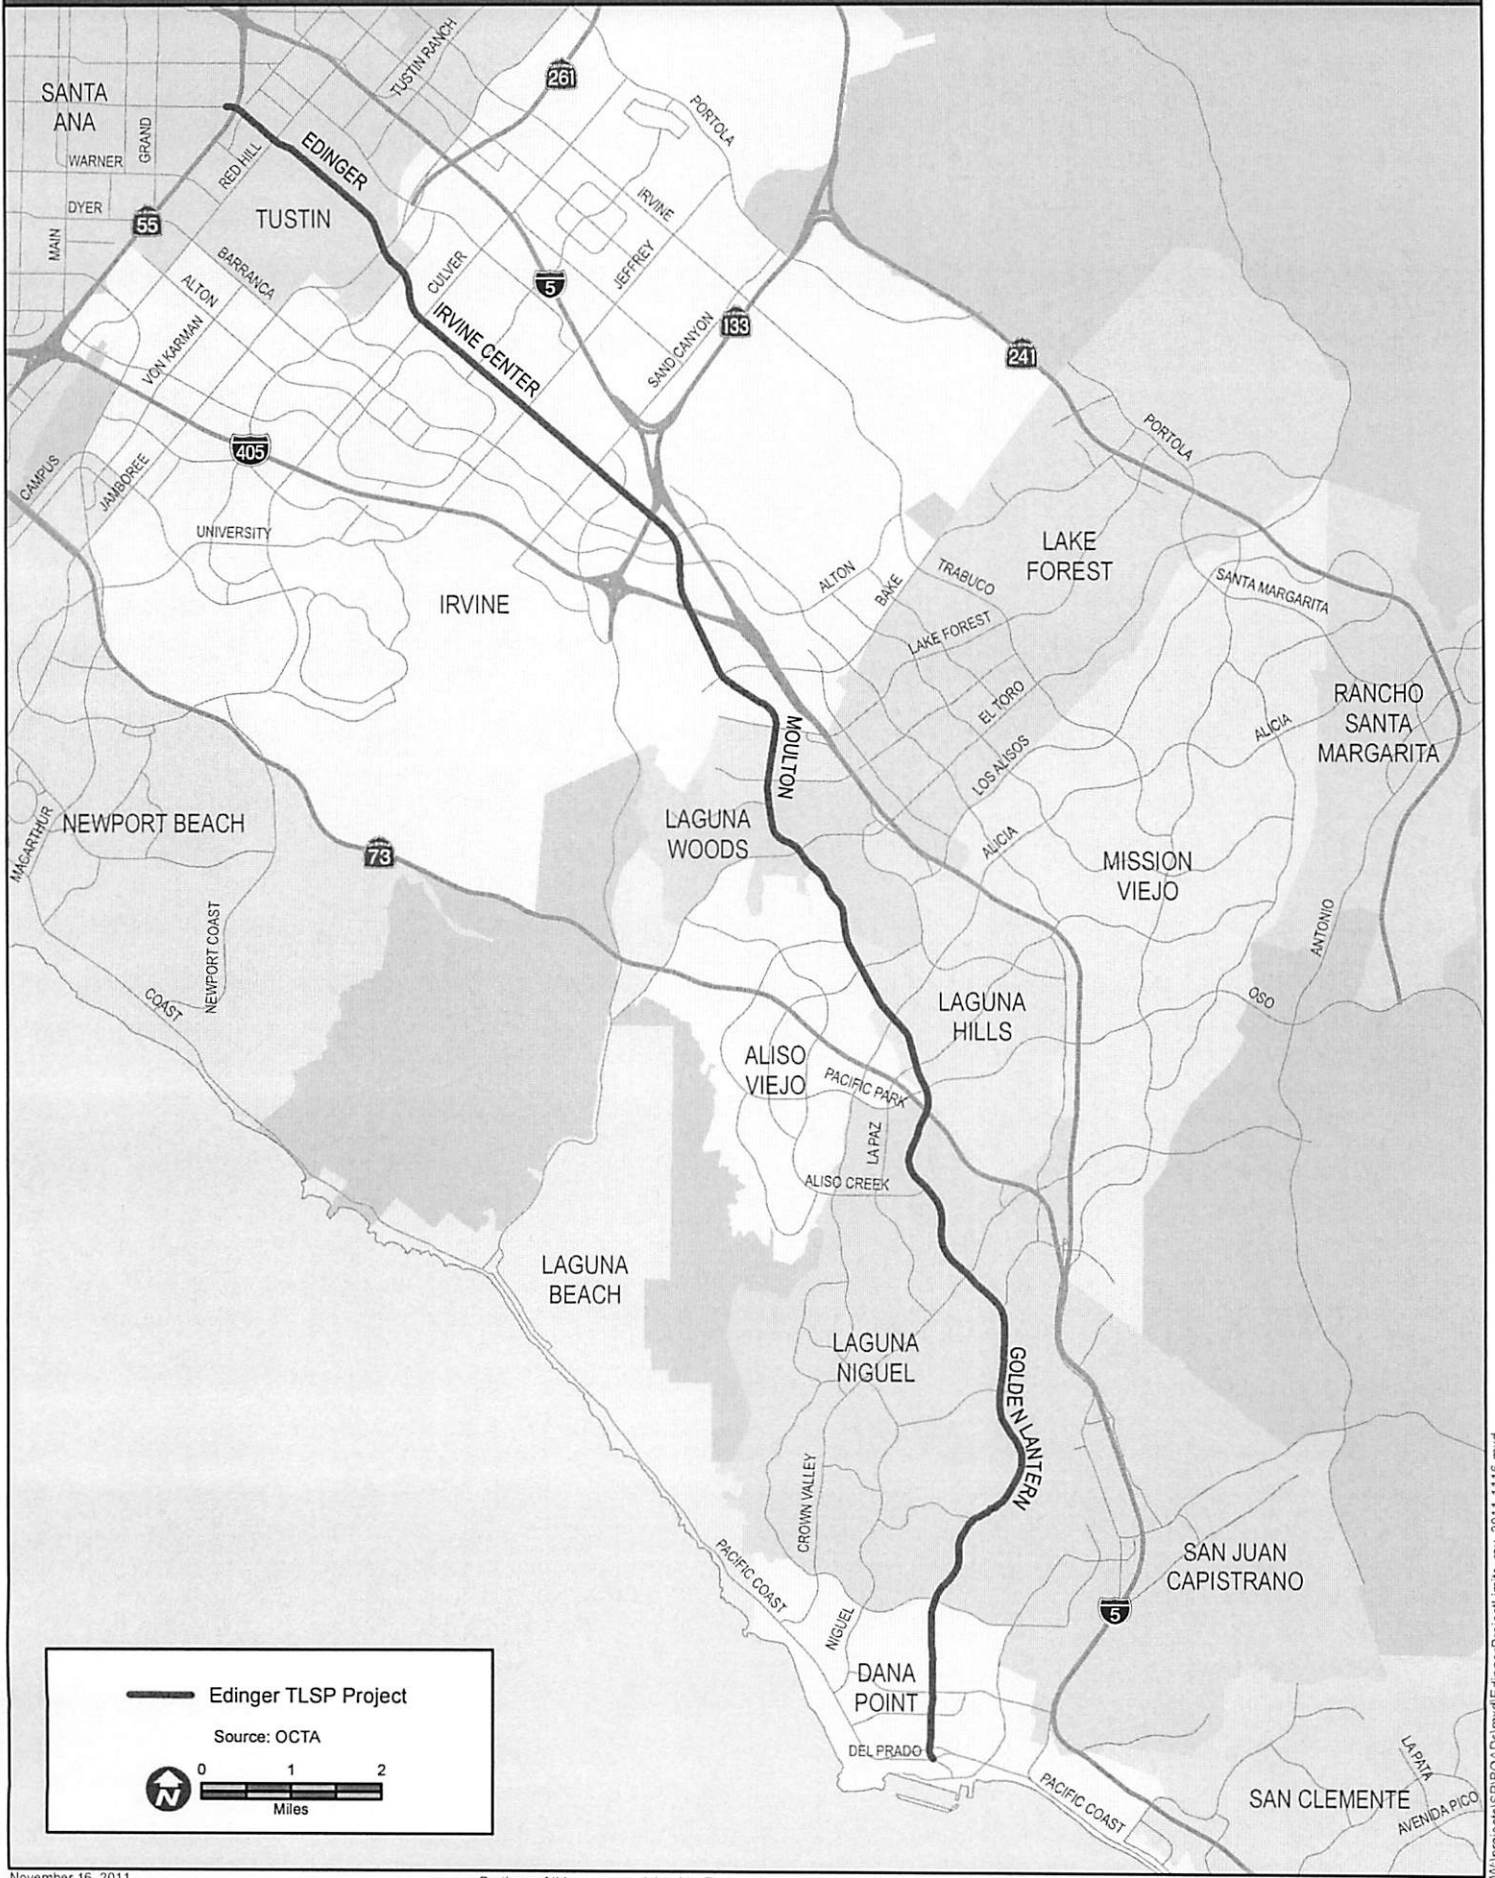 261
TUSTIN RANCH
SANTA
ANA
PORTOLA
GRAND
EDINGER
WARNER
RED HILL
IRVINE
DYER
55
TUSTIN
MAIN
BARRANCA
CULVER
JEFFREY
5
ALTON
IRVINE CENTER
133
SAND CANYON
VON KARMAN
241
PORTOLA
405
CAMPUS
JAMBOREE
UNIVERSITY
LAKE
FOREST
ALTON
BAKE
TRABUCO
SANTA MARGARITA
IRVINE
LAKE FOREST
EL TORO
RANCHO
SANTA
MARGARITA
ALICIA
MOULTON
LOS ALISOS
NEWPORT BEACH
MACARTHUR
LAGUNA
WOODS
73
ALICIA
MISSION
VIEJO
NEWPORT COAST
ANTONIO
COAST
LAGUNA
HILLS
OSO
ALISO
VIEJO
PACIFIC PARK
LA PAZ
ALISO CREEK
LAGUNA
BEACH
LAGUNA
NIGUEL
GOLDEN LANTERN
CROWN VALLEY
PACIFIC COAST
SAN JUAN
CAPISTRANO
5
NIGUEL
DANA
POINT
DEL PRADO
PACIFIC COAST
LA PATA
SAN CLEMENTE
AVENIDA PICO
Edinger TLSP Project
Source: OCTA
0 1 2
N
Miles
November 16, 2011